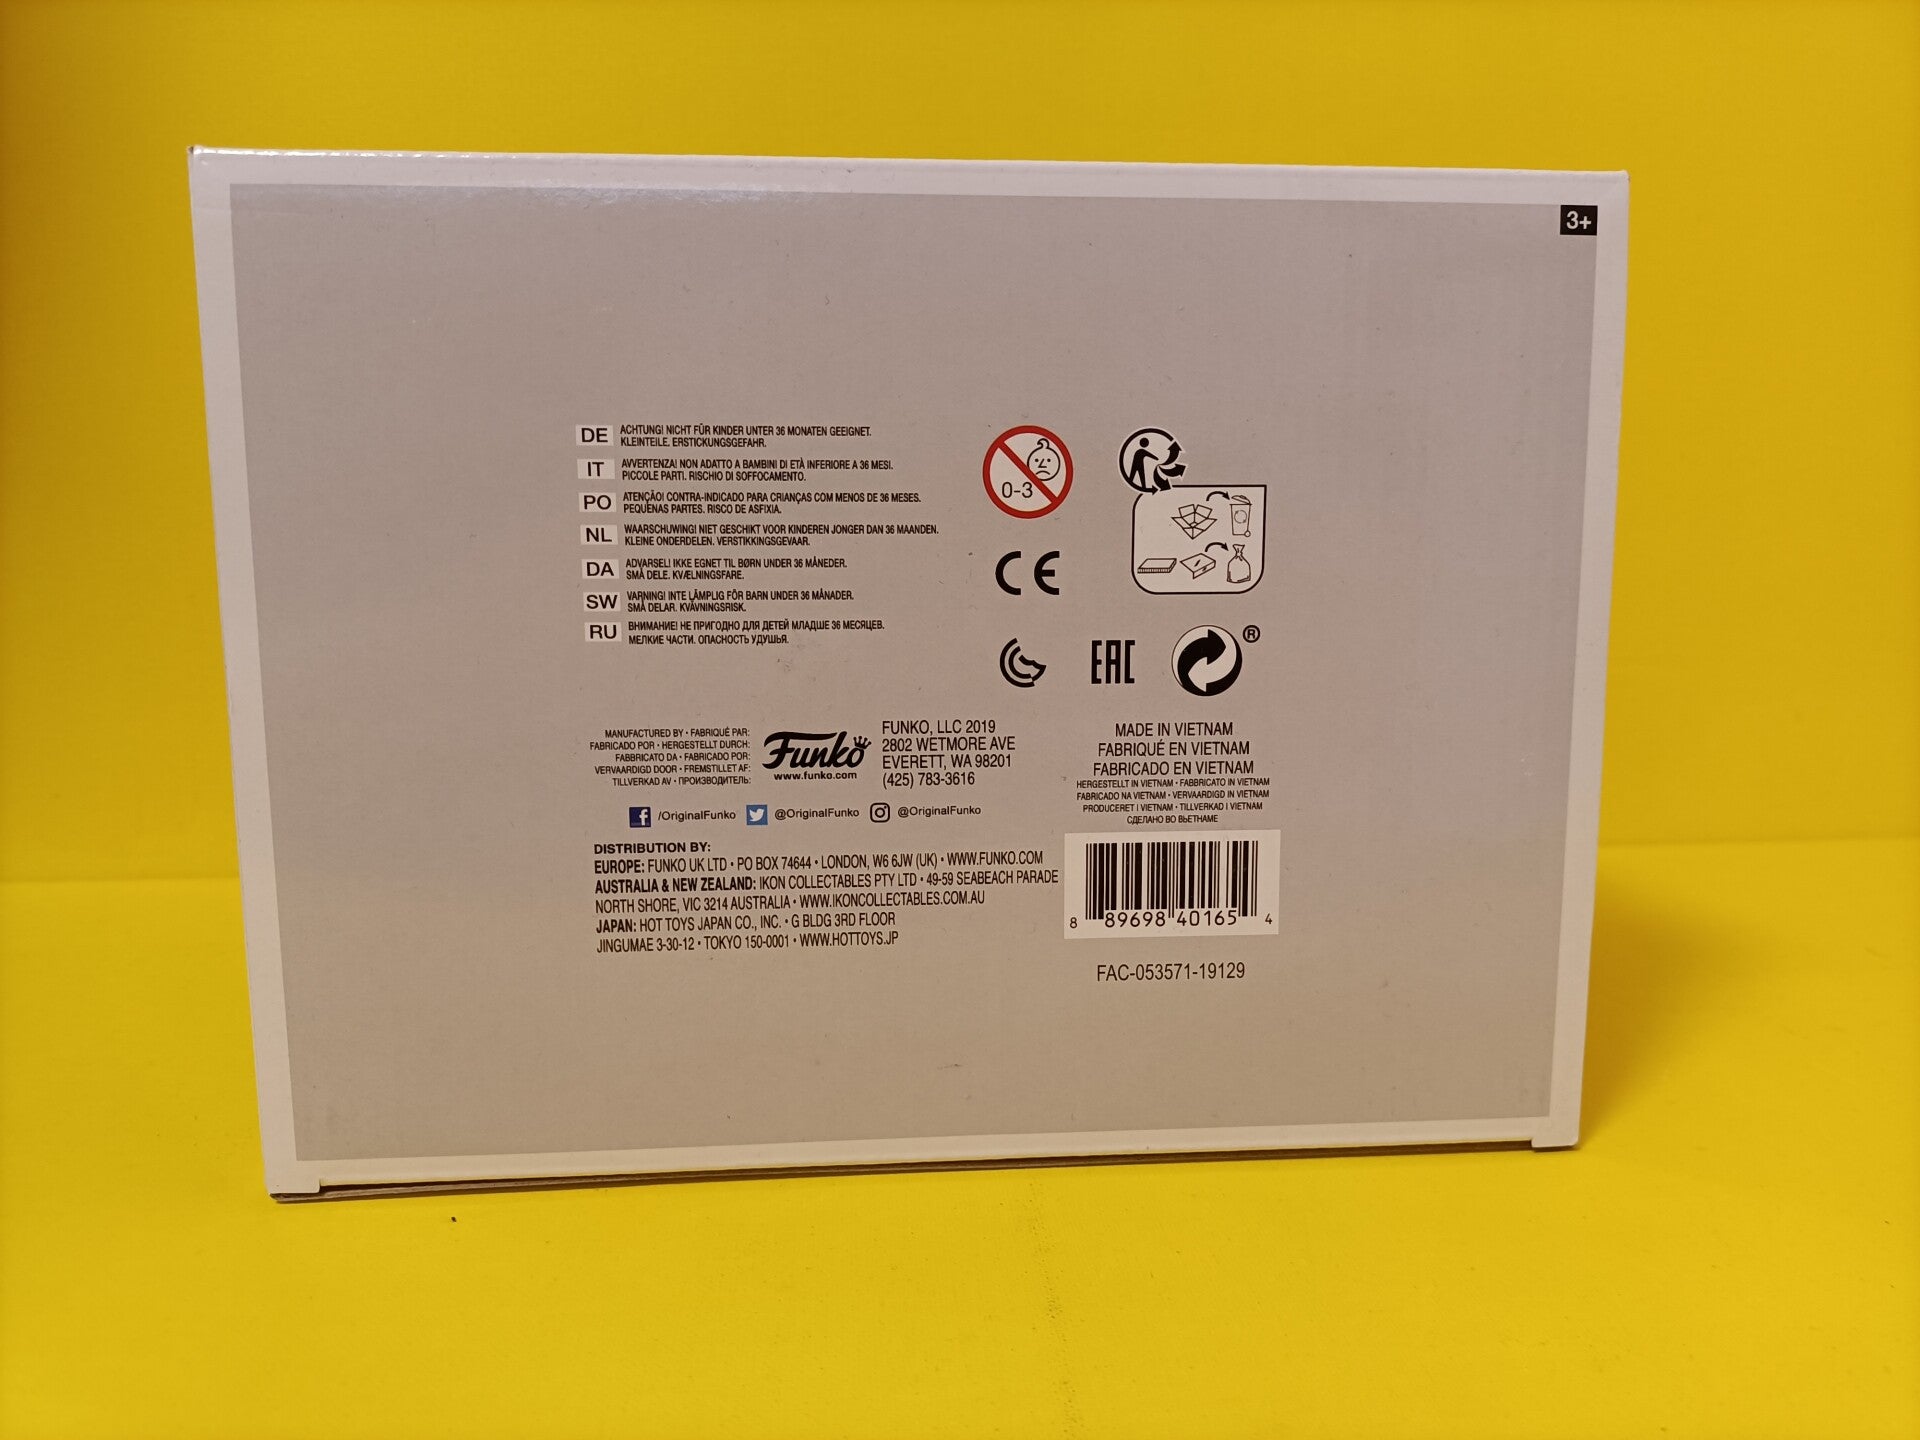 3+
DE ACHTUNG! NICHT FÜR KINDER UNTER 36 MONATEN GEEIGNET.
KLEINTEILE. ERSTICKUNGSGEFAHR.
IT AVVERTENZA! NON ADATTO A BAMBINI DI ETÀ INFERIORE A 36 MESI.
PICCOLE PARTI. RISCHIO DI SOFFOCAMENTO.
PO ATENÇÃO! CONTRA-INDICADO PARA CRIANÇAS COM MENOS DE 36 MESES.
PEQUENAS PARTES. RISCO DE ASFIXIA.
NL WAARSCHUWING! NIET GESCHIKT VOOR KINDEREN JONGER DAN 36 MAANDEN.
KLEINE ONDERDELEN. VERSTIKKINGSGEVAAR.
DA ADVARSEL! IKKE EGNET TIL BØRN UNDER 36 MÅNEDER.
SMÅ DELE. KVÆLNINGSFARE.
SW VARNING! INTE LÄMPLIG FÖR BARN UNDER 36 MÅNADER.
SMÅ DELAR. KVÄVNINGSRISK.
RU ВНИМАНИЕ! НЕ ПРИГОДНО ДЛЯ ДЕТЕЙ МЛАДШЕ 36 МЕСЯЦЕВ.
МЕЛКИЕ ЧАСТИ. ОПАСНОСТЬ УДУШЬЯ.
0-3
CE
EAC
®
MANUFACTURED BY • FABRIQUÉ PAR:
FABRICADO POR • HERGESTELLT DURCH:
FABBRICATO DA • FABRICADO POR:
VERVAARDIGD DOOR • FREMSTILLET AF:
TILLVERKAD AV • ПРОИЗВОДИТЕЛЬ:
Funko
www.funko.com
FUNKO, LLC 2019
2802 WETMORE AVE
EVERETT, WA 98201
(425) 783-3616
/OriginalFunko @OriginalFunko @OriginalFunko
MADE IN VIETNAM
FABRIQUÉ EN VIETNAM
FABRICADO EN VIETNAM
HERGESTELLT IN VIETNAM • FABBRICATO IN VIETNAM
FABRICADO NA VIETNAM • VERVAARDIGD IN VIETNAM
PRODUCERET I VIETNAM • TILLVERKAD I VIETNAM
СДЕЛАНО ВО ВЬЕТНАМЕ
DISTRIBUTION BY:
EUROPE: FUNKO UK LTD • PO BOX 74644 • LONDON, W6 6JW (UK) • WWW.FUNKO.COM
AUSTRALIA & NEW ZEALAND: IKON COLLECTABLES PTY LTD • 49-59 SEABEACH PARADE
NORTH SHORE, VIC 3214 AUSTRALIA • WWW.IKONCOLLECTABLES.COM.AU
JAPAN: HOT TOYS JAPAN CO., INC. • G BLDG 3RD FLOOR
JINGUMAE 3-30-12 • TOKYO 150-0001 • WWW.HOTTOYS.JP
8 89698 40165 4
FAC-053571-19129